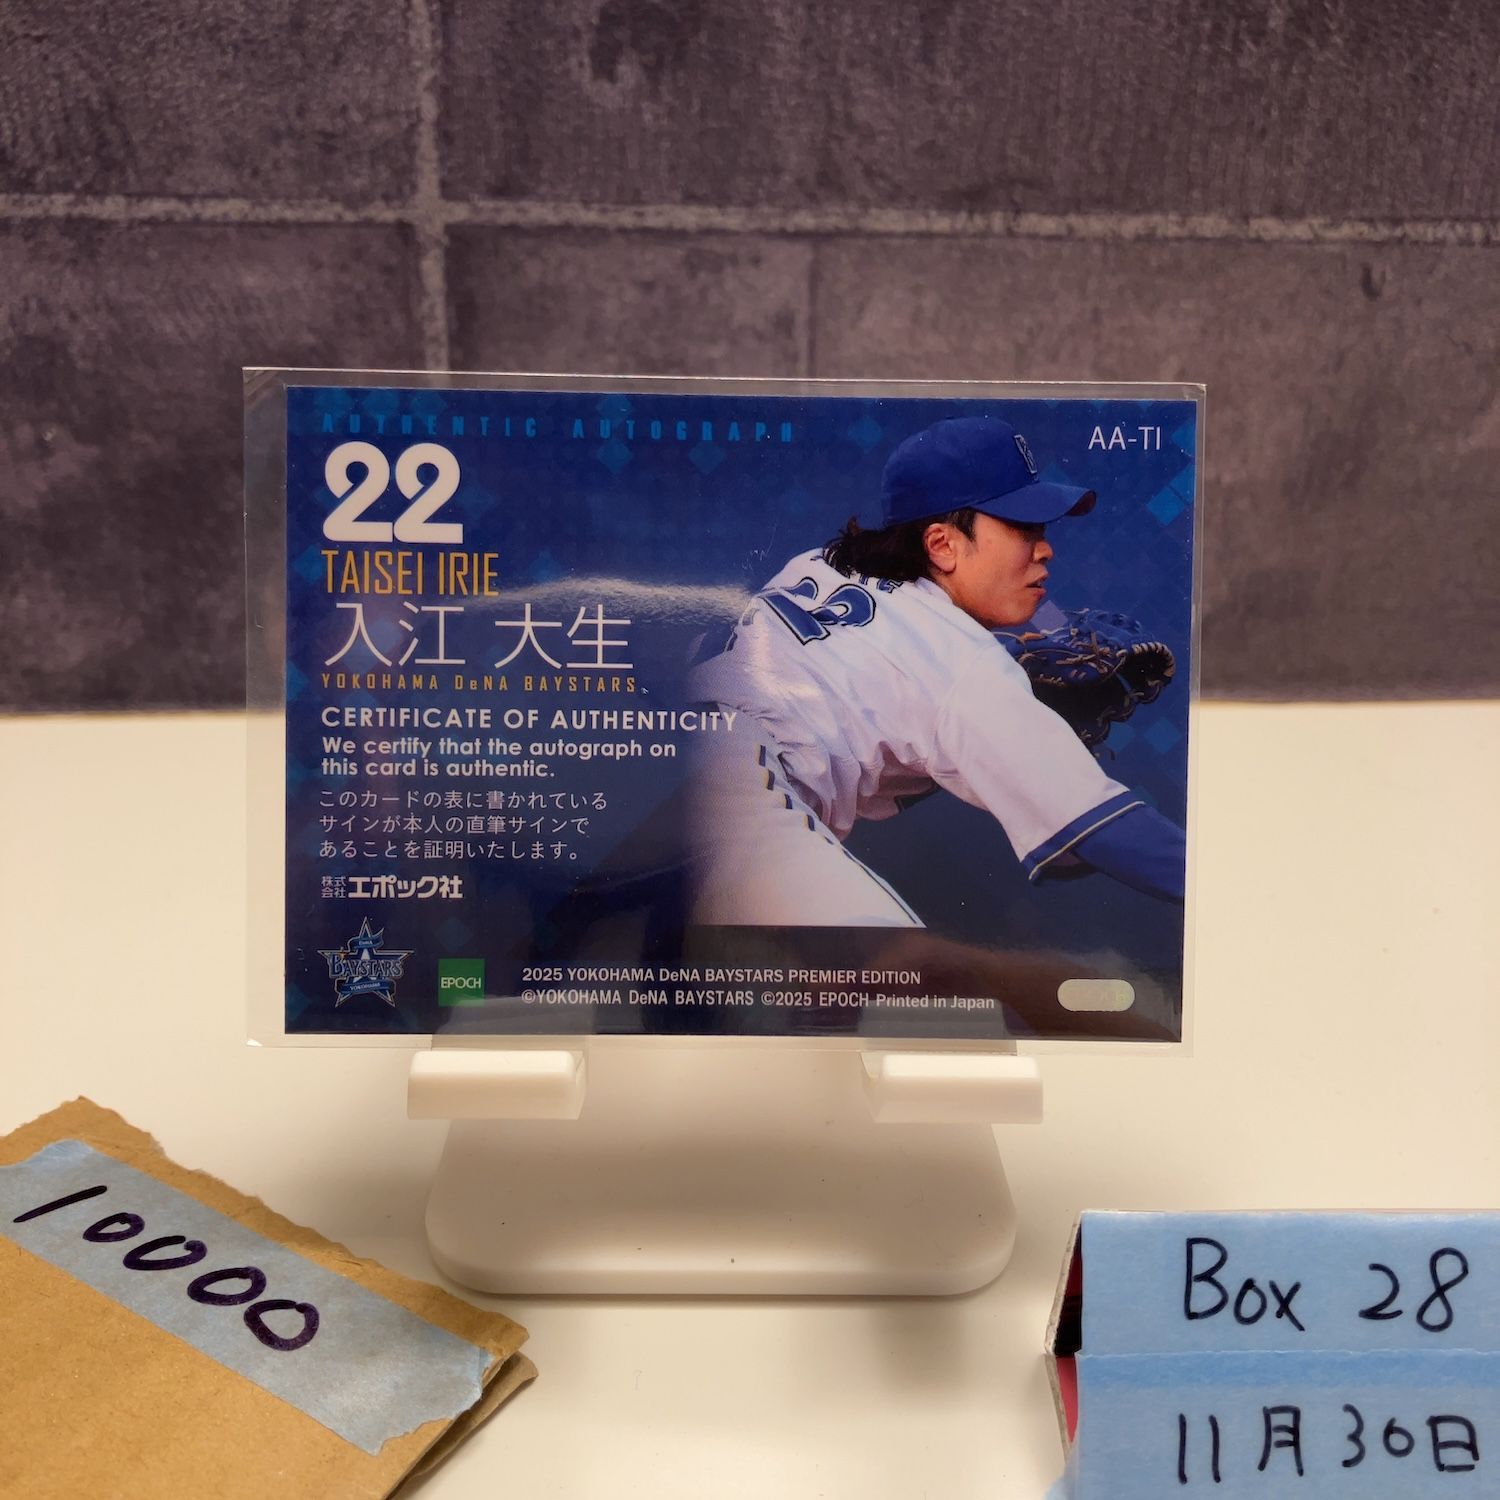 AUTHENTIC AUTOGRAPH
AA-TI
22
TAISEI IRIE
入江 大生
YOKOHAMA DeNA BAYSTARS
CERTIFICATE OF AUTHENTICITY
We certify that the autograph on
this card is authentic.
このカードの表に書かれている
サインが本人の直筆サインで
あることを証明いたします。
株式会社エポック社
DeNA
BAYSTARS
YOKOHAMA
EPOCH
2025 YOKOHAMA DeNA BAYSTARS PREMIER EDITION
©YOKOHAMA DeNA BAYSTARS ©2025 EPOCH Printed in Japan
10000
Box 28
11月30日